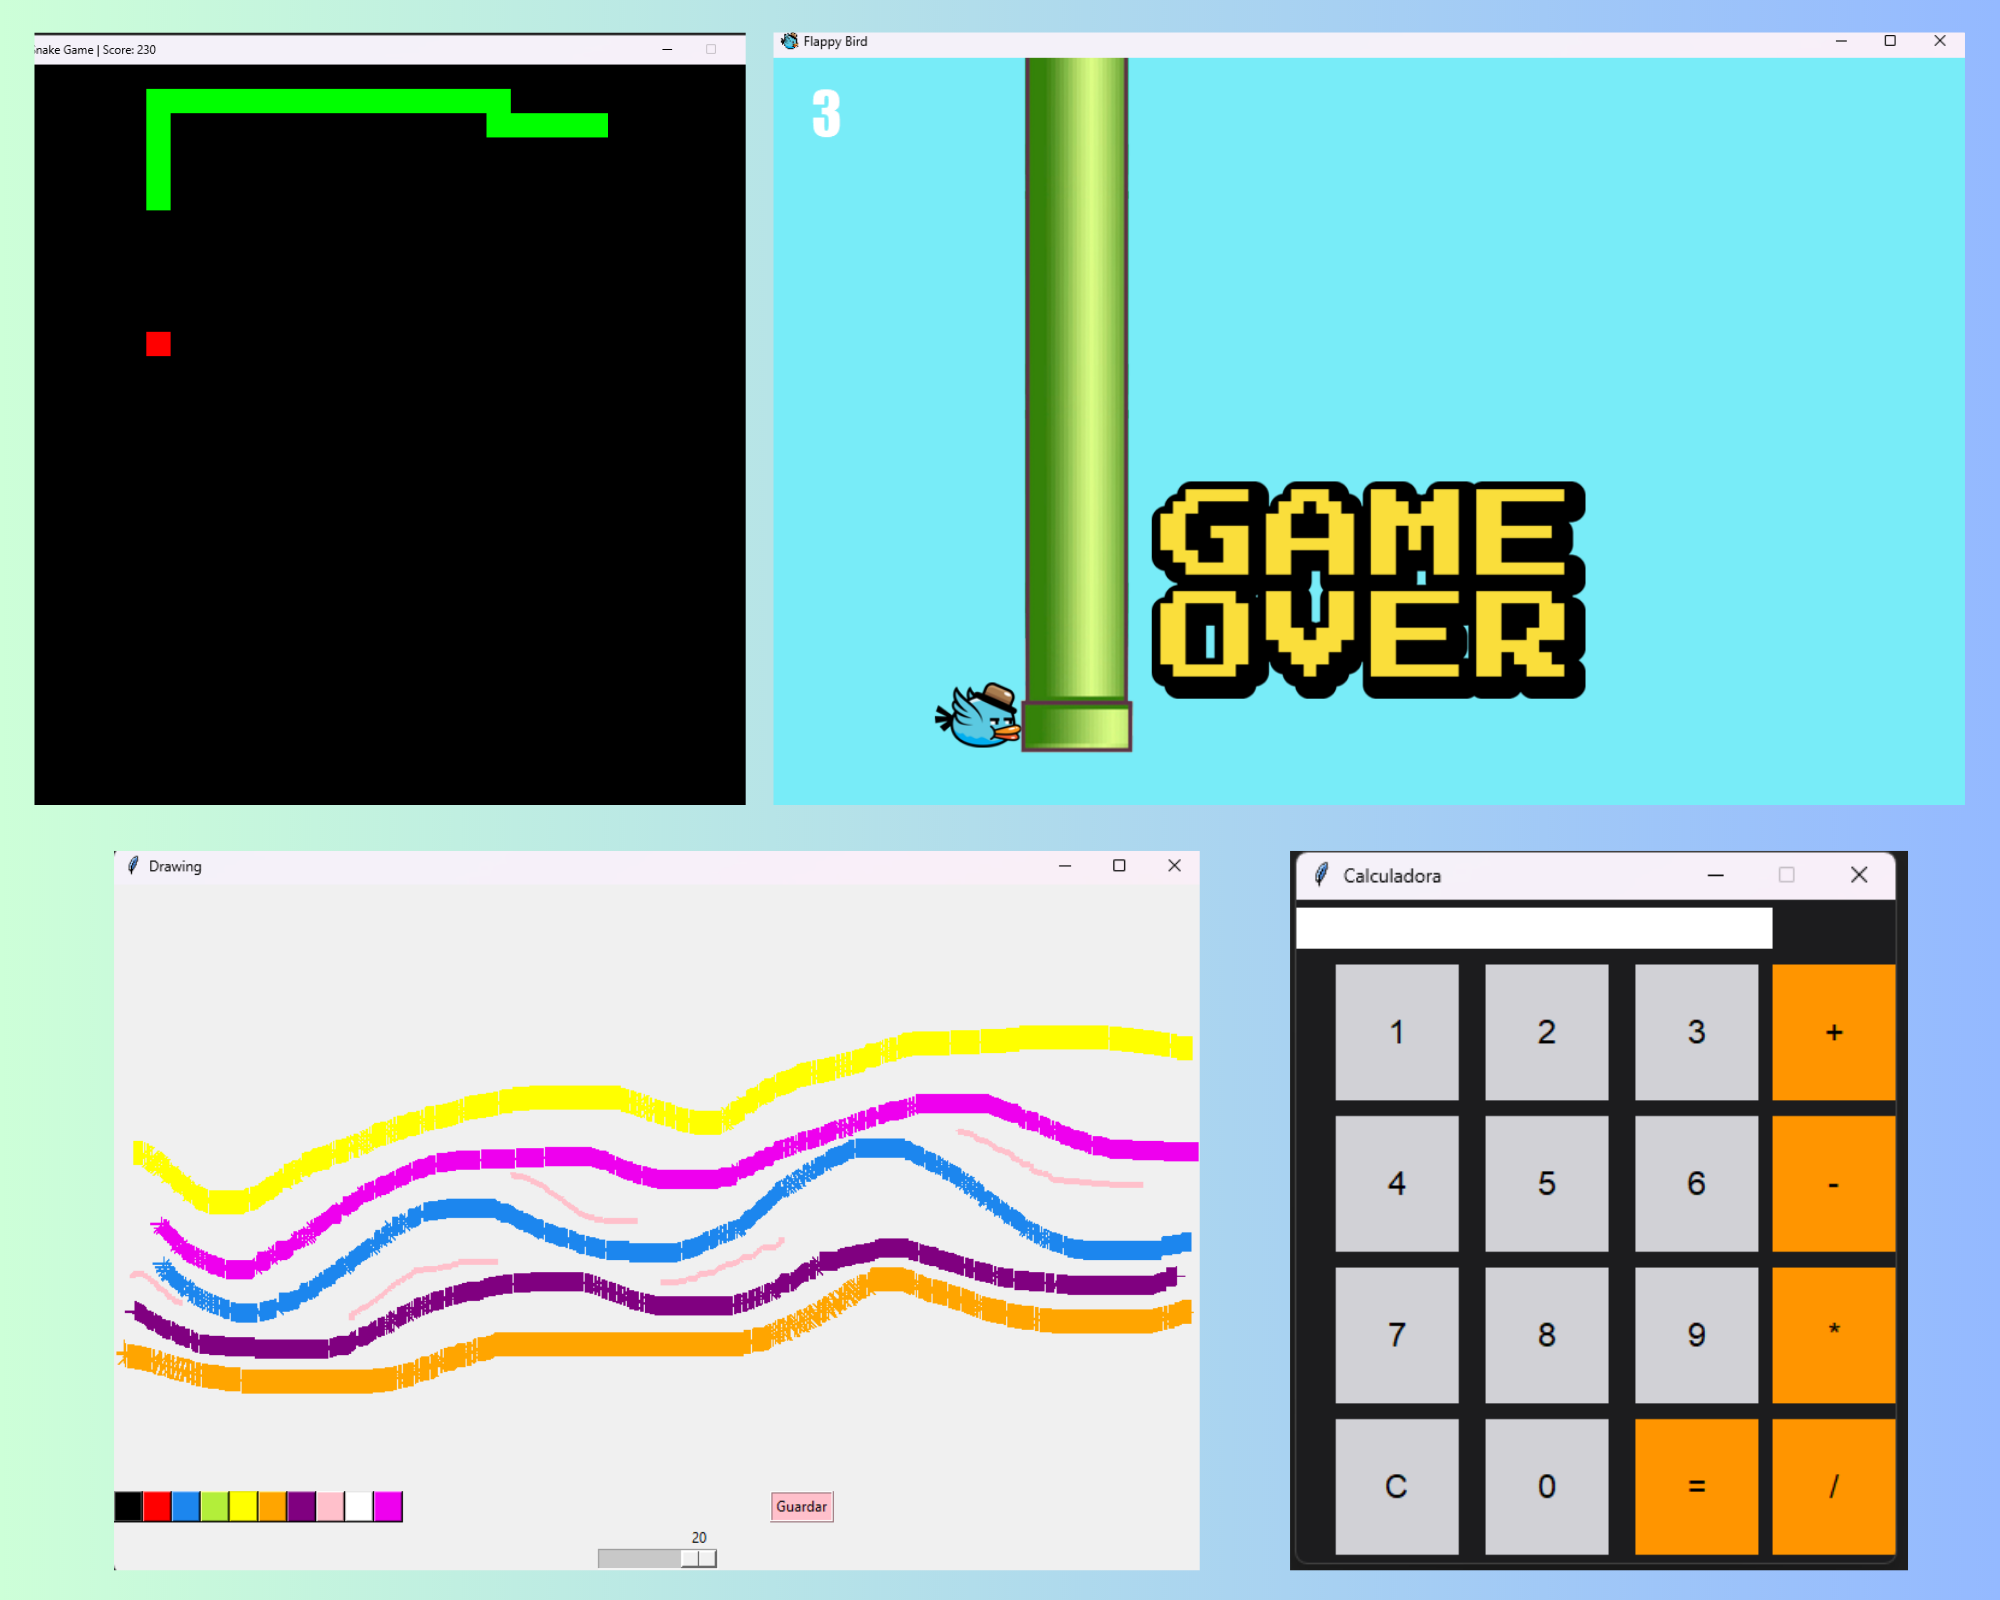 Snake Game | Score: 230
Flappy Bird
3
GAME
OVER
Drawing
Guardar
20
Calculadora
1 2 3 +
4 5 6 -
7 8 9 *
C 0 = /